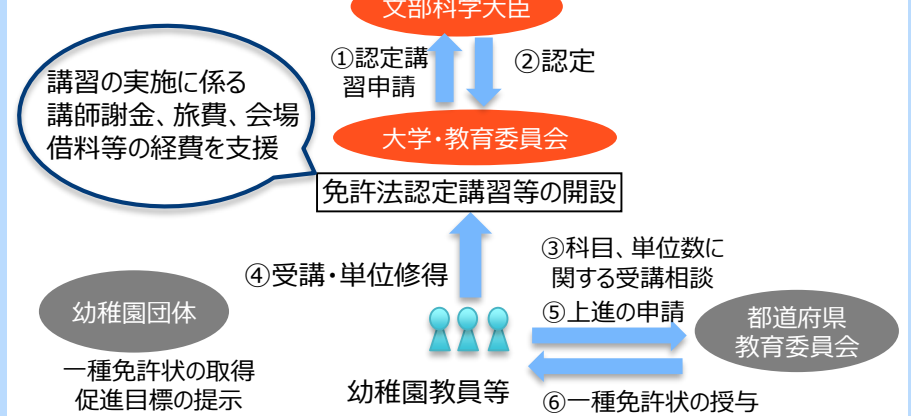 文部科学大臣
①認定講
習申請
②認定
講習の実施に係る
講師謝金、旅費、会場
借料等の経費を支援
大学・教育委員会
免許法認定講習等の開設
③科目、単位数に
関する受講相談
④受講・単位修得
⑤上進の申請
幼稚園団体
都道府県
教育委員会
一種免許状の取得
促進目標の提示
幼稚園教員等
⑥一種免許状の授与